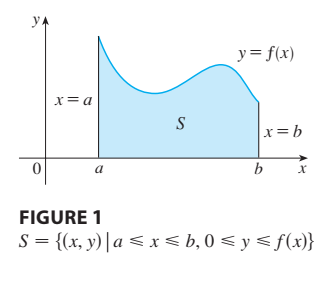 y
y = f(x)
x = a
S
x = b
0
a
b
x
FIGURE 1
S = {(x, y) | a ≤ x ≤ b, 0 ≤ y ≤ f(x)}